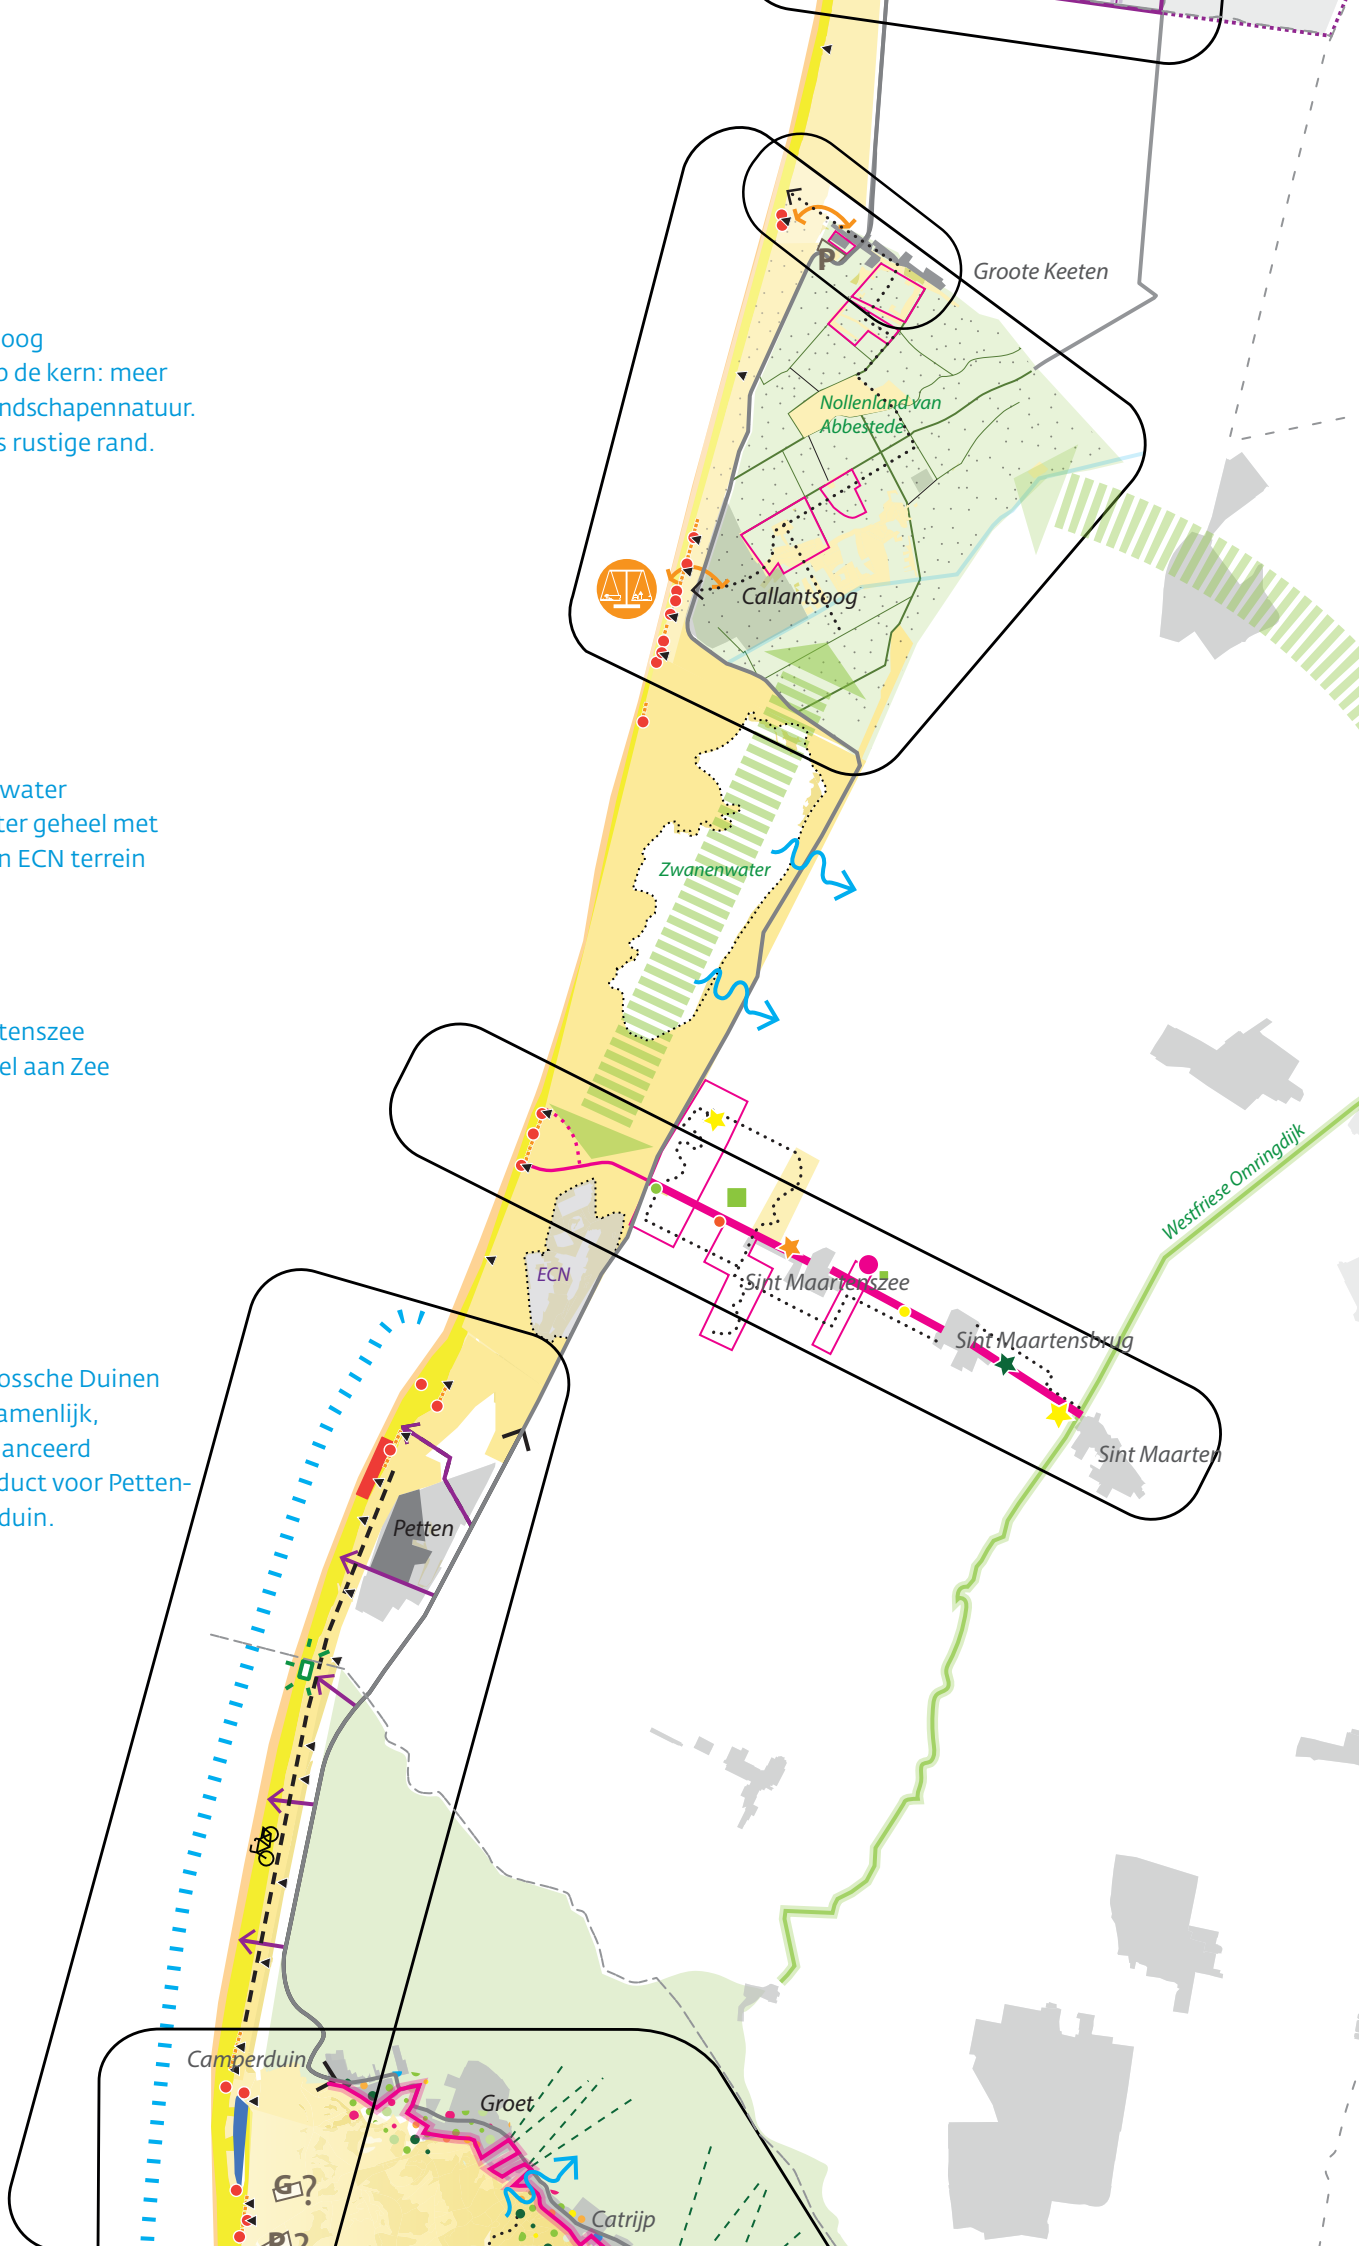 Groote Keeten
P
oog
de kern: meer
ndschapennatuur.
s rustige rand.
Nollenland van
Abbestede
Callantsoog
water
ter geheel met
n ECN terrein
Zwanenwater
tenszee
el aan Zee
Westfriese Omringdijk
ECN
Sint Maartenszee
Sint Maartensbrug
Sint Maarten
ossche Duinen
amenlijk,
anceerd
duct voor Petten-
duin.
Petten
Camperduin
Groet
G?
Catrijp
P?